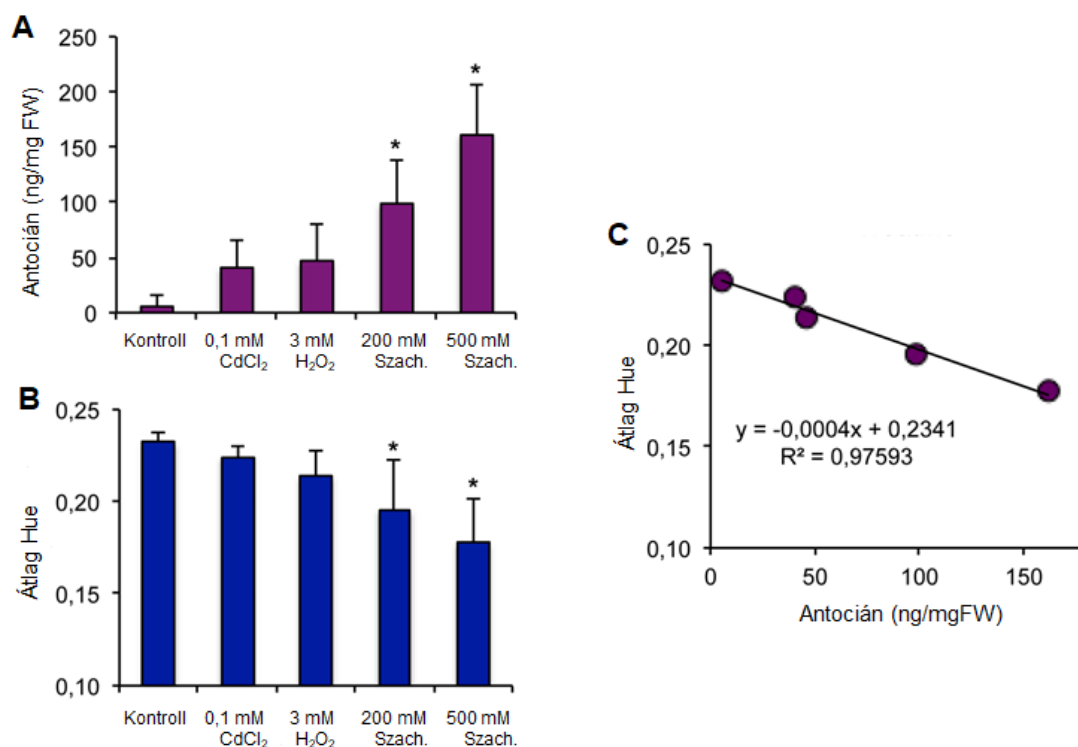 A
Antocián (ng/mg FW)
250
200
150
100
50
0
*
*
Kontroll 0,1 mM 3 mM 200 mM 500 mM
CdCl₂ H₂O₂ Szach. Szach.
B
Átlag Hue
0,25
0,20
0,15
0,10
*
*
Kontroll 0,1 mM 3 mM 200 mM 500 mM
CdCl₂ H₂O₂ Szach. Szach.
C
Átlag Hue
0,25
0,20
0,15
0,10
y = -0,0004x + 0,2341
R² = 0,97593
0 50 100 150
Antocián (ng/mgFW)